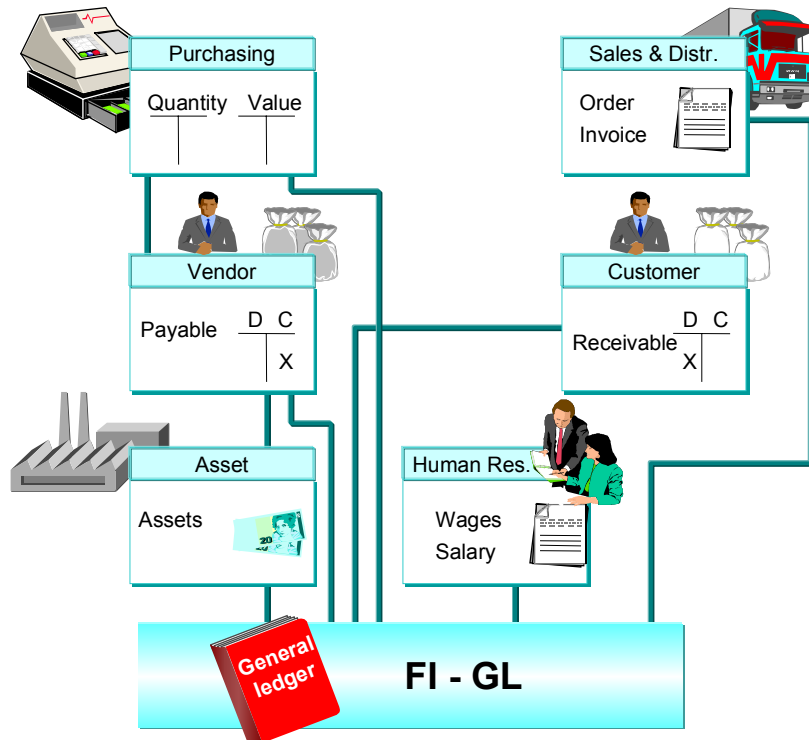 Purchasing
Quantity Value
Sales & Distr.
Order
Invoice
Vendor
Payable
D C
X
Customer
Receivable
D C
X
Asset
Assets
20
Human Res.
Wages
Salary
General
ledger
FI - GL